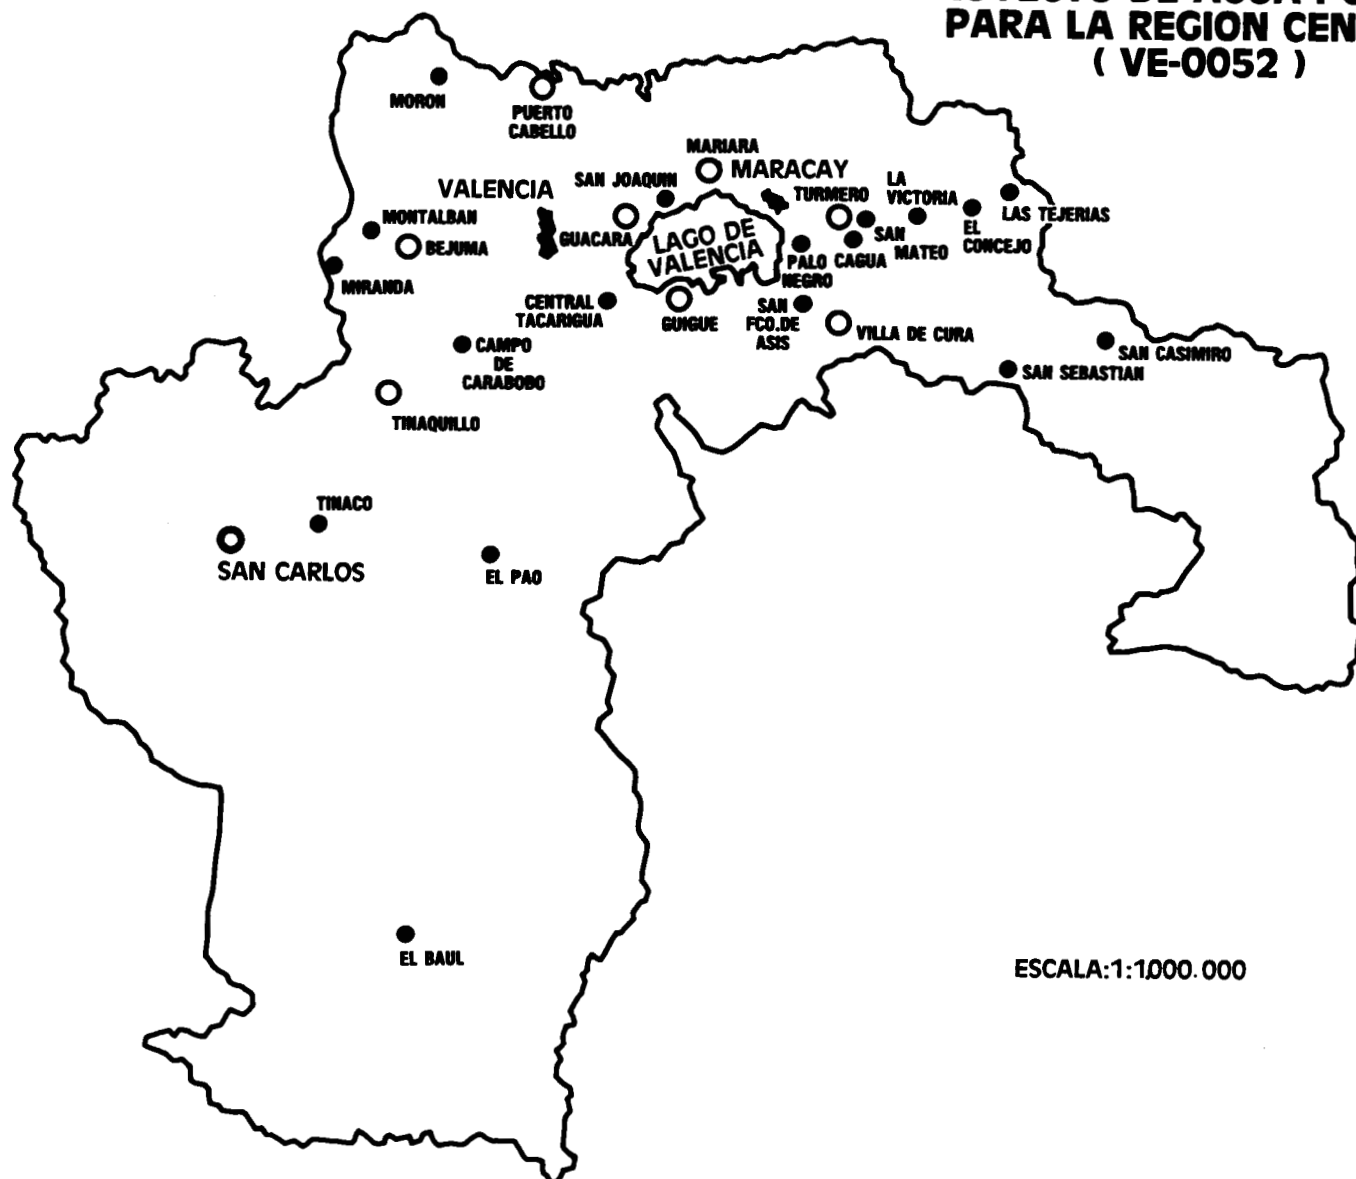 DE AGUA
PARA LA REGION CEN
( VE-0052 )
MORON
PUERTO
CABELLO
MARIARA
MARACAY
SAN JOAQUIN
VALENCIA
TURMERO
LA
VICTORIA
LAS TEJERIAS
MONTALBAN
BEJUMA
GUACARA
LAGO DE
VALENCIA
SAN
MATEO
EL
CONCEJO
PALO
NEGRO
CAGUA
MIRANDA
CENTRAL
TACARIGUA
GUIGUE
SAN
FCO.DE
ASIS
VILLA DE CURA
CAMPO
DE
CARABOBO
SAN CASIMIRO
SAN SEBASTIAN
TINAQUILLO
TINACO
SAN CARLOS
EL PAO
EL BAUL
ESCALA:1:1000.000